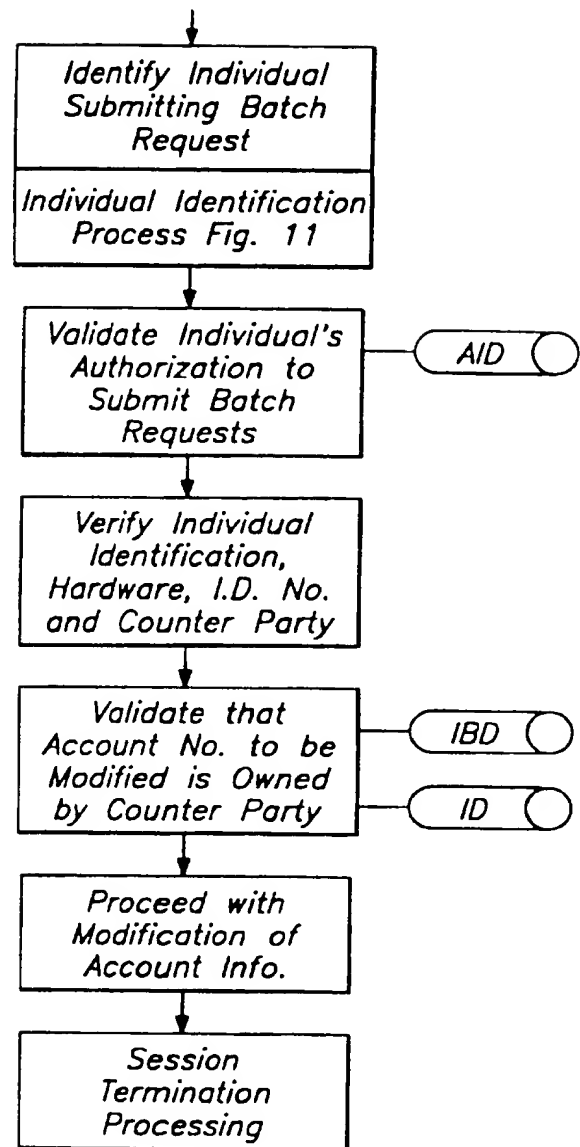 Identify Individual
Submitting Batch
Request
Individual Identification
Process Fig. 11
Validate Individual's
Authorization to
Submit Batch
Requests
AID
Verify Individual
Identification,
Hardware, I.D. No.
and Counter Party
Validate that
Account No. to be
Modified is Owned
by Counter Party
IBD
ID
Proceed with
Modification of
Account Info.
Session
Termination
Processing